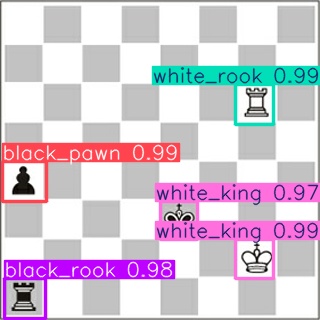 white_rook 0.99
black_pawn 0.99
white_king 0.97
white_king 0.99
black_rook 0.98